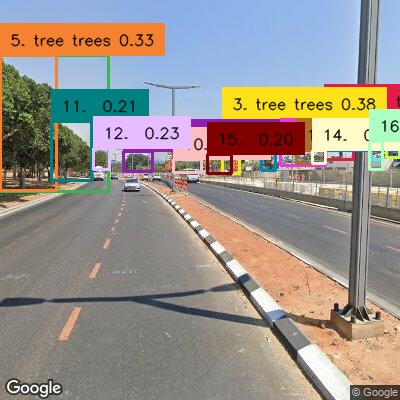 5. tree trees 0.33
11. 0.21
3. tree trees 0.38
12. 0.23
15. 0.20
14.
16
Google
Google